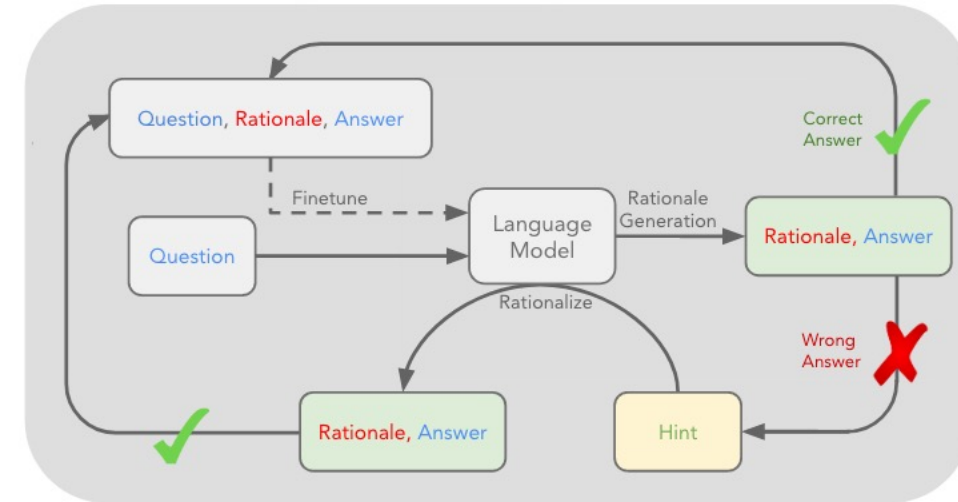 Question, Rationale, Answer
Correct
Answer
Finetune
Rationale
Generation
Language
Model
Rationale, Answer
Question
Rationalize
Wrong
Answer
Rationale, Answer
Hint